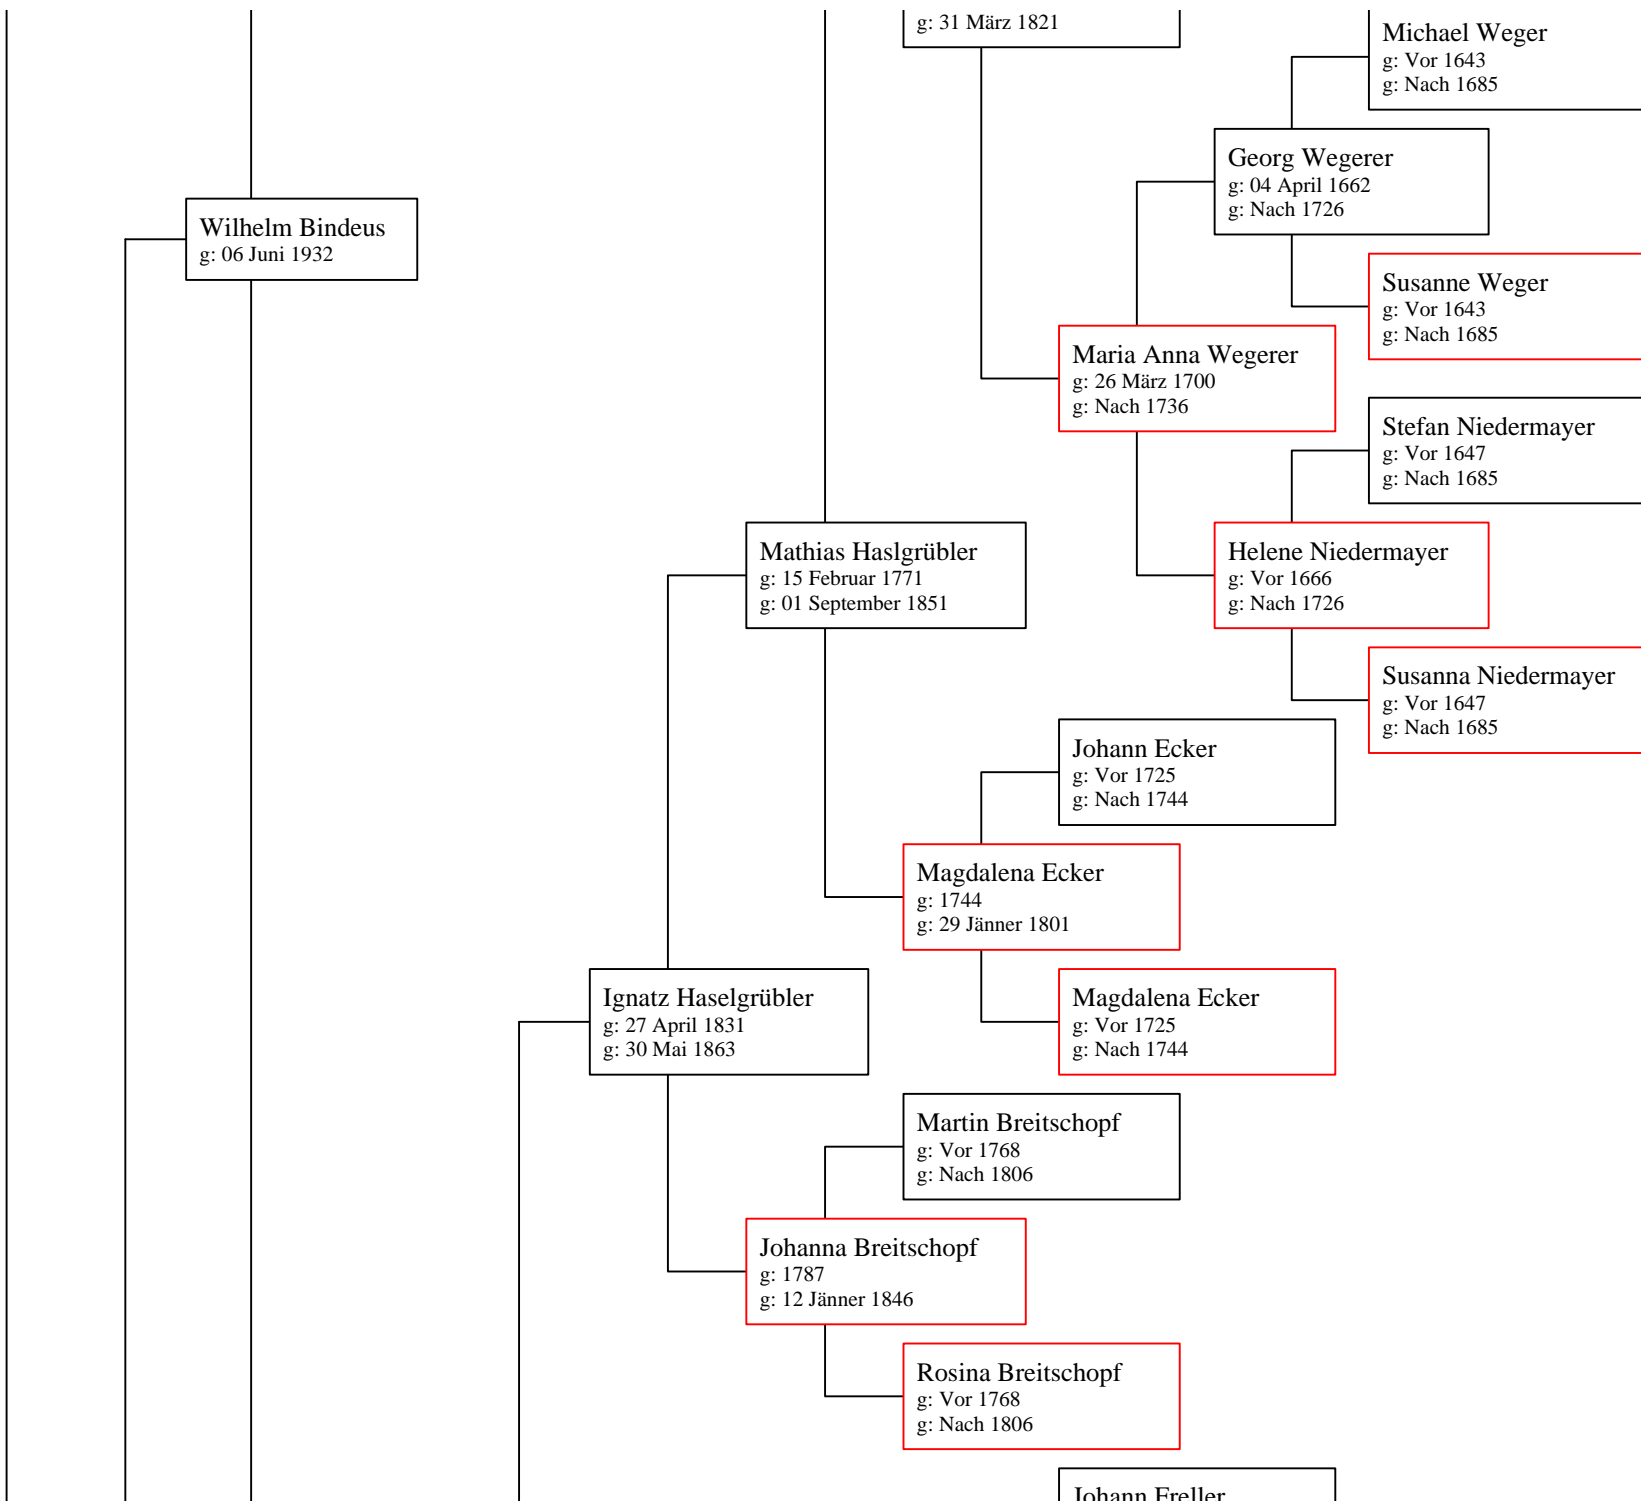 g: 31 März 1821
Michael Weger
g: Vor 1643
g: Nach 1685
Georg Wegerer
g: 04 April 1662
g: Nach 1726
Wilhelm Bindeus
g: 06 Juni 1932
Susanne Weger
g: Vor 1643
g: Nach 1685
Maria Anna Wegerer
g: 26 März 1700
g: Nach 1736
Stefan Niedermayer
g: Vor 1647
g: Nach 1685
Mathias Haslgrübler
g: 15 Februar 1771
g: 01 September 1851
Helene Niedermayer
g: Vor 1666
g: Nach 1726
Susanna Niedermayer
g: Vor 1647
g: Nach 1685
Johann Ecker
g: Vor 1725
g: Nach 1744
Magdalena Ecker
g: 1744
g: 29 Jänner 1801
Ignatz Haselgrübler
g: 27 April 1831
g: 30 Mai 1863
Magdalena Ecker
g: Vor 1725
g: Nach 1744
Martin Breitschopf
g: Vor 1768
g: Nach 1806
Johanna Breitschopf
g: 1787
g: 12 Jänner 1846
Rosina Breitschopf
g: Vor 1768
g: Nach 1806
Johann Freller